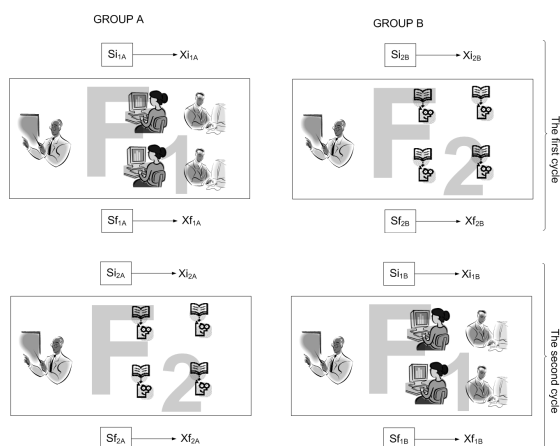 GROUP A
GROUP B
Si1A Xi1A
Si2B Xi2B
F1
F2
Sf1A Xf1A
Sf2B Xf2B
The first cycle
Si2A Xi2A
Si1B Xi1B
F2
F1
Sf2A Xf2A
Sf1B Xf1B
The second cycle